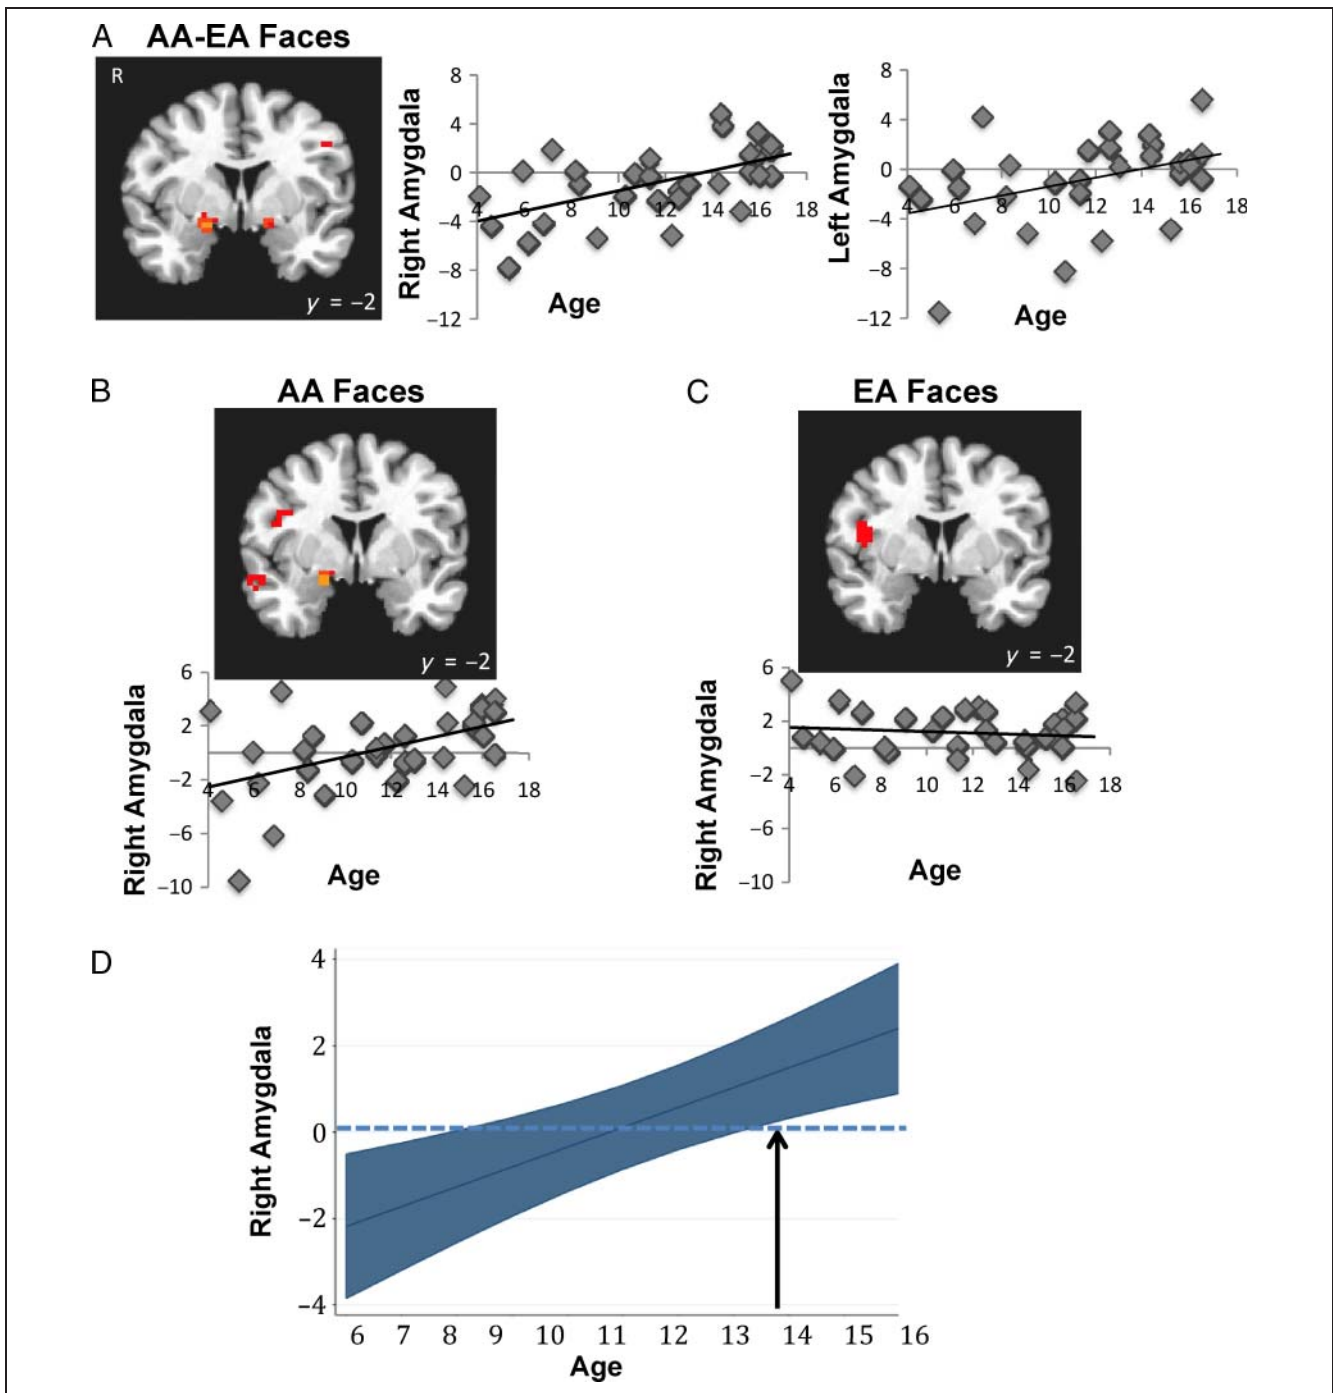 A AA-EA Faces
R
y = −2
Right Amygdala
8
4
0
−4
−8
−12
4 6 8 10 12 14 16 18
Age
Left Amygdala
8
4
0
−4
−8
−12
4 6 8 10 12 14 16 18
Age
B AA Faces
y = −2
Right Amygdala
6
2
−2
−6
−10
4 6 8 10 12 14 16 18
Age
C EA Faces
y = −2
Right Amygdala
6
2
−2
−6
−10
4 6 8 10 12 14 16 18
Age
D
Right Amygdala
4
2
0
−2
−4
6 7 8 9 10 11 12 13 14 15 16
Age